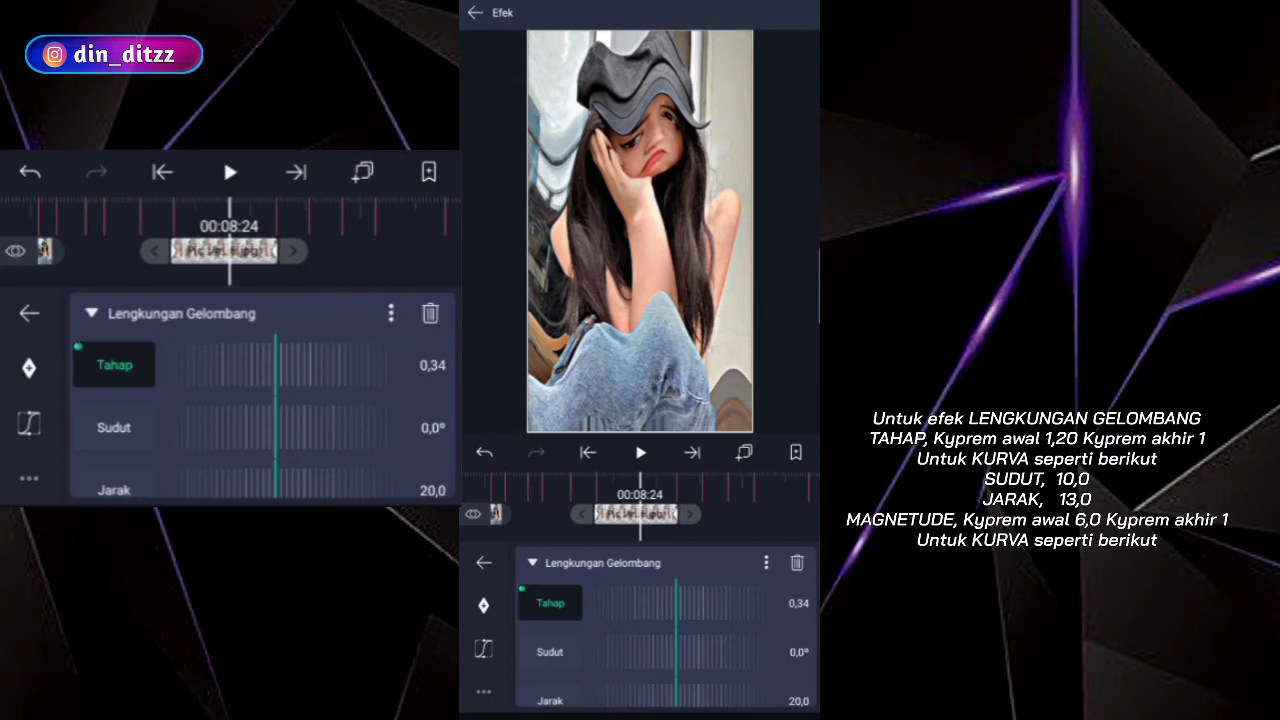 din_ditzz
00:08:24
Lengkungan Gelombang
Tahap
0,34
Sudut
0,0°
Jarak
20,0
Efek
00:08:24
Lengkungan Gelombang
Tahap
0,34
Sudut
0,0°
Jarak
20,0
Untuk efek LENGKUNGAN GELOMBANG
TAHAP, Kyprem awal 1,20 Kyprem akhir 1
Untuk KURVA seperti berikut
SUDUT, 10,0
JARAK, 13,0
MAGNETUDE, Kyprem awal 6,0 Kyprem akhir 1
Untuk KURVA seperti berikut